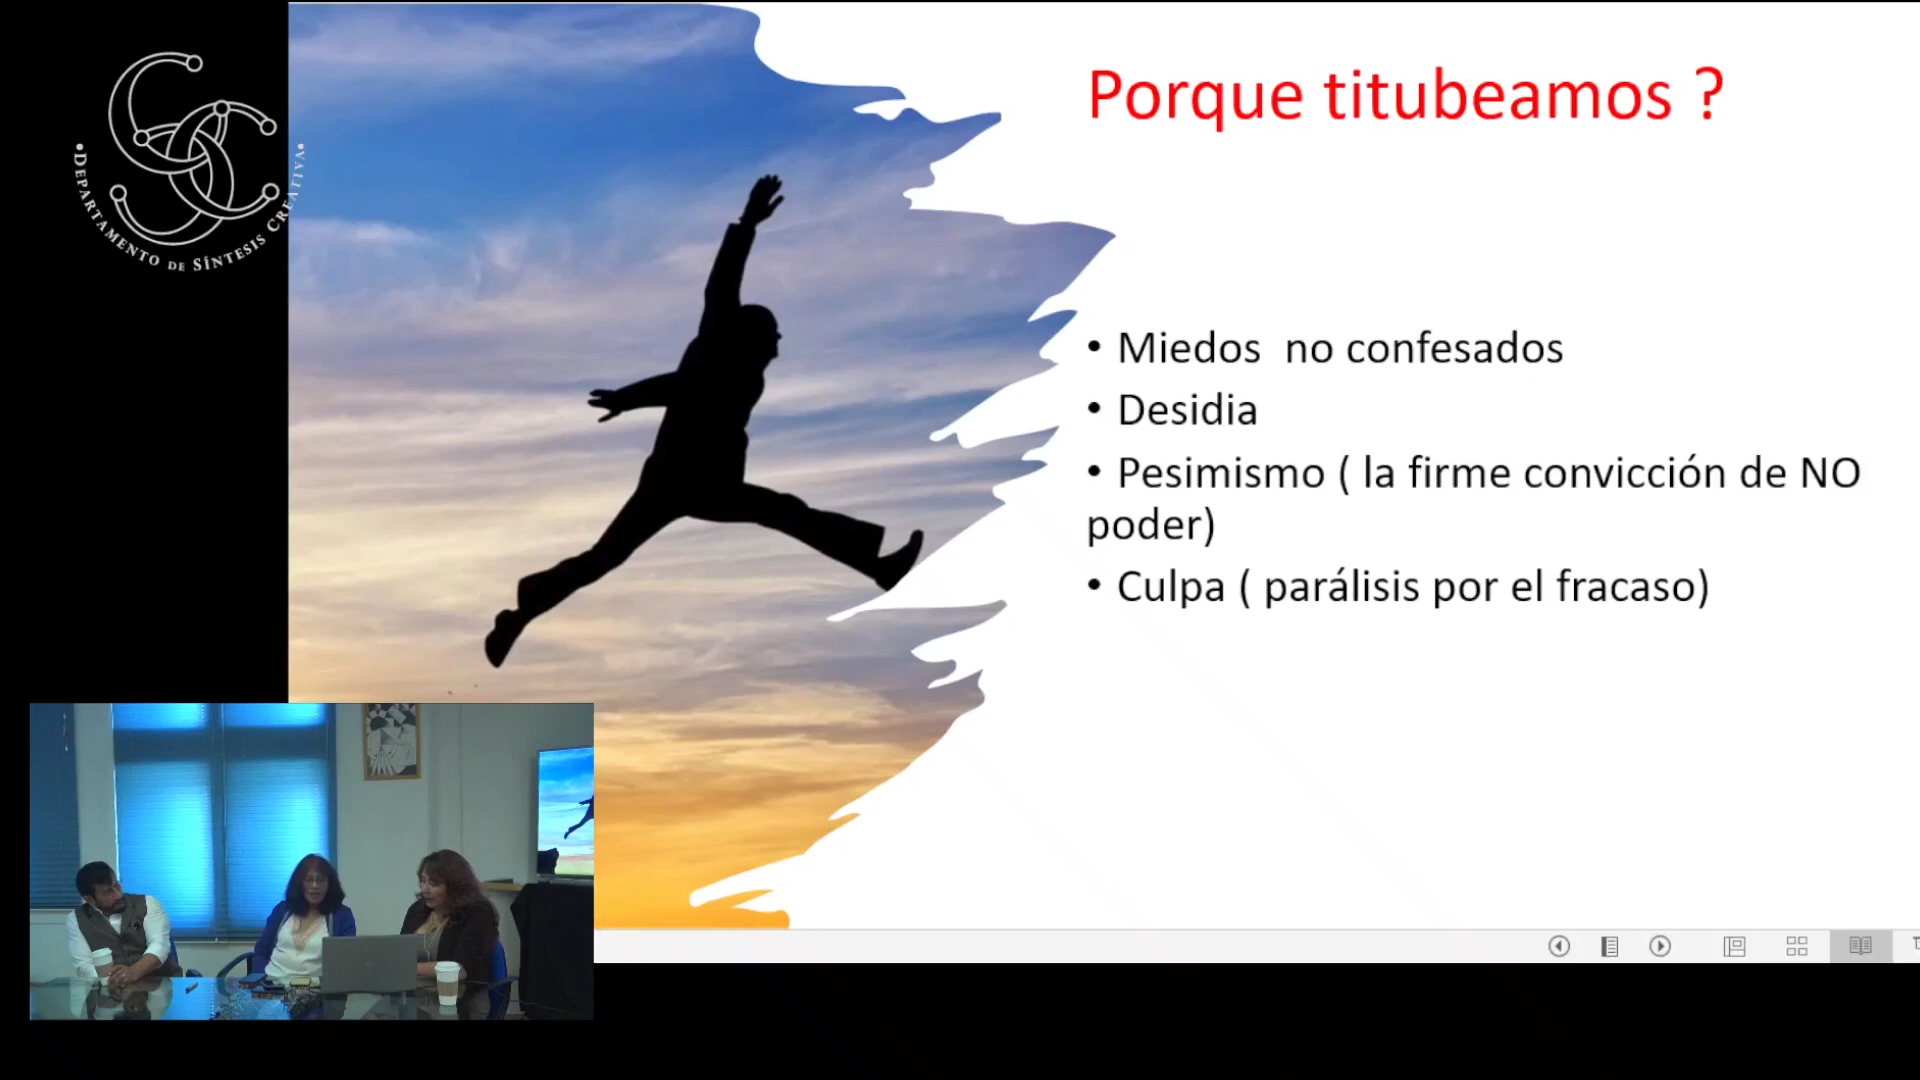 •DEPARTAMENTO DE SÍNTESIS CREATIVA•
Porque titubeamos ?
• Miedos  no confesados
• Desidia
• Pesimismo ( la firme convicción de NO
poder)
• Culpa ( parálisis por el fracaso)